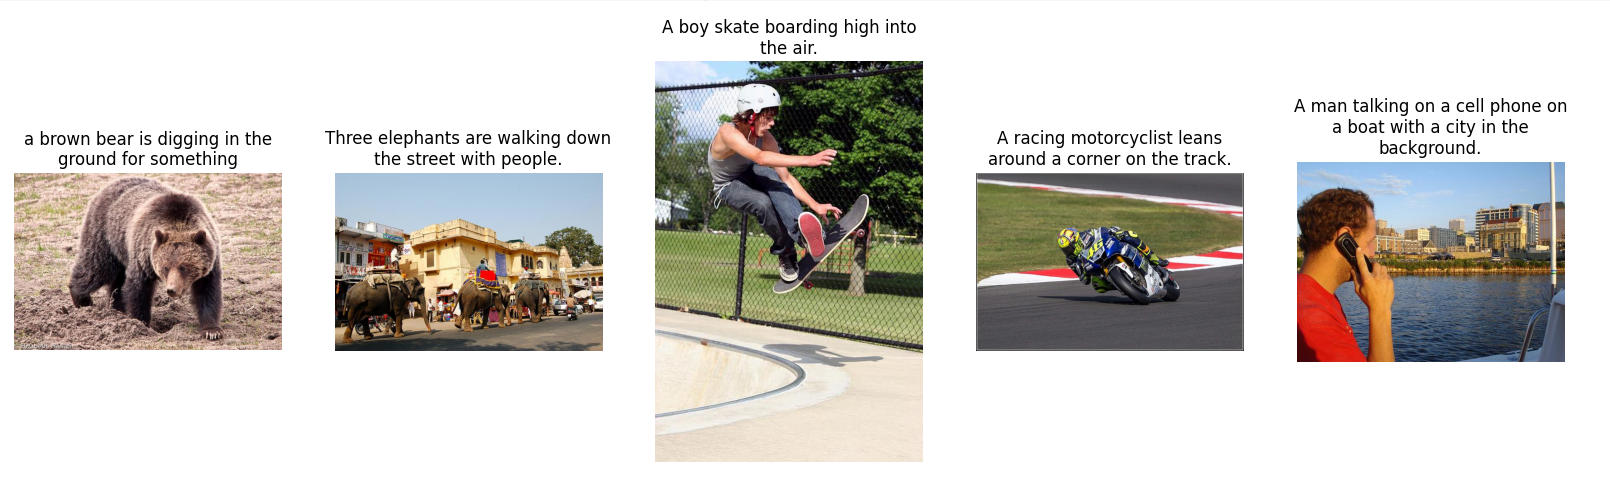 a brown bear is digging in the
ground for something
Three elephants are walking down
the street with people.
A boy skate boarding high into
the air.
A racing motorcyclist leans
around a corner on the track.
A man talking on a cell phone on
a boat with a city in the
background.